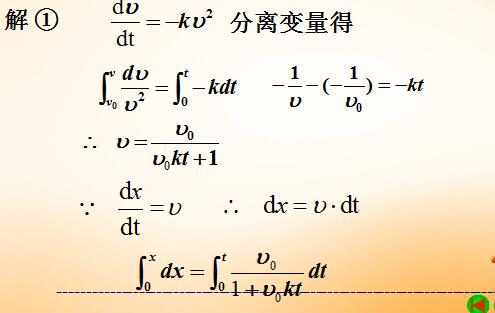 解 ① dυ/dt = -kυ² 分离变量得
∫_{v₀}^{v} dυ/υ² = ∫_0^t -kdt   -1/υ - (-1/υ₀) = -kt
∴ υ = υ₀/(υ₀kt+1)
∵ dx/dt = υ ∴ dx = υ·dt
∫_0^x dx = ∫_0^t υ₀/(1+υ₀kt) dt